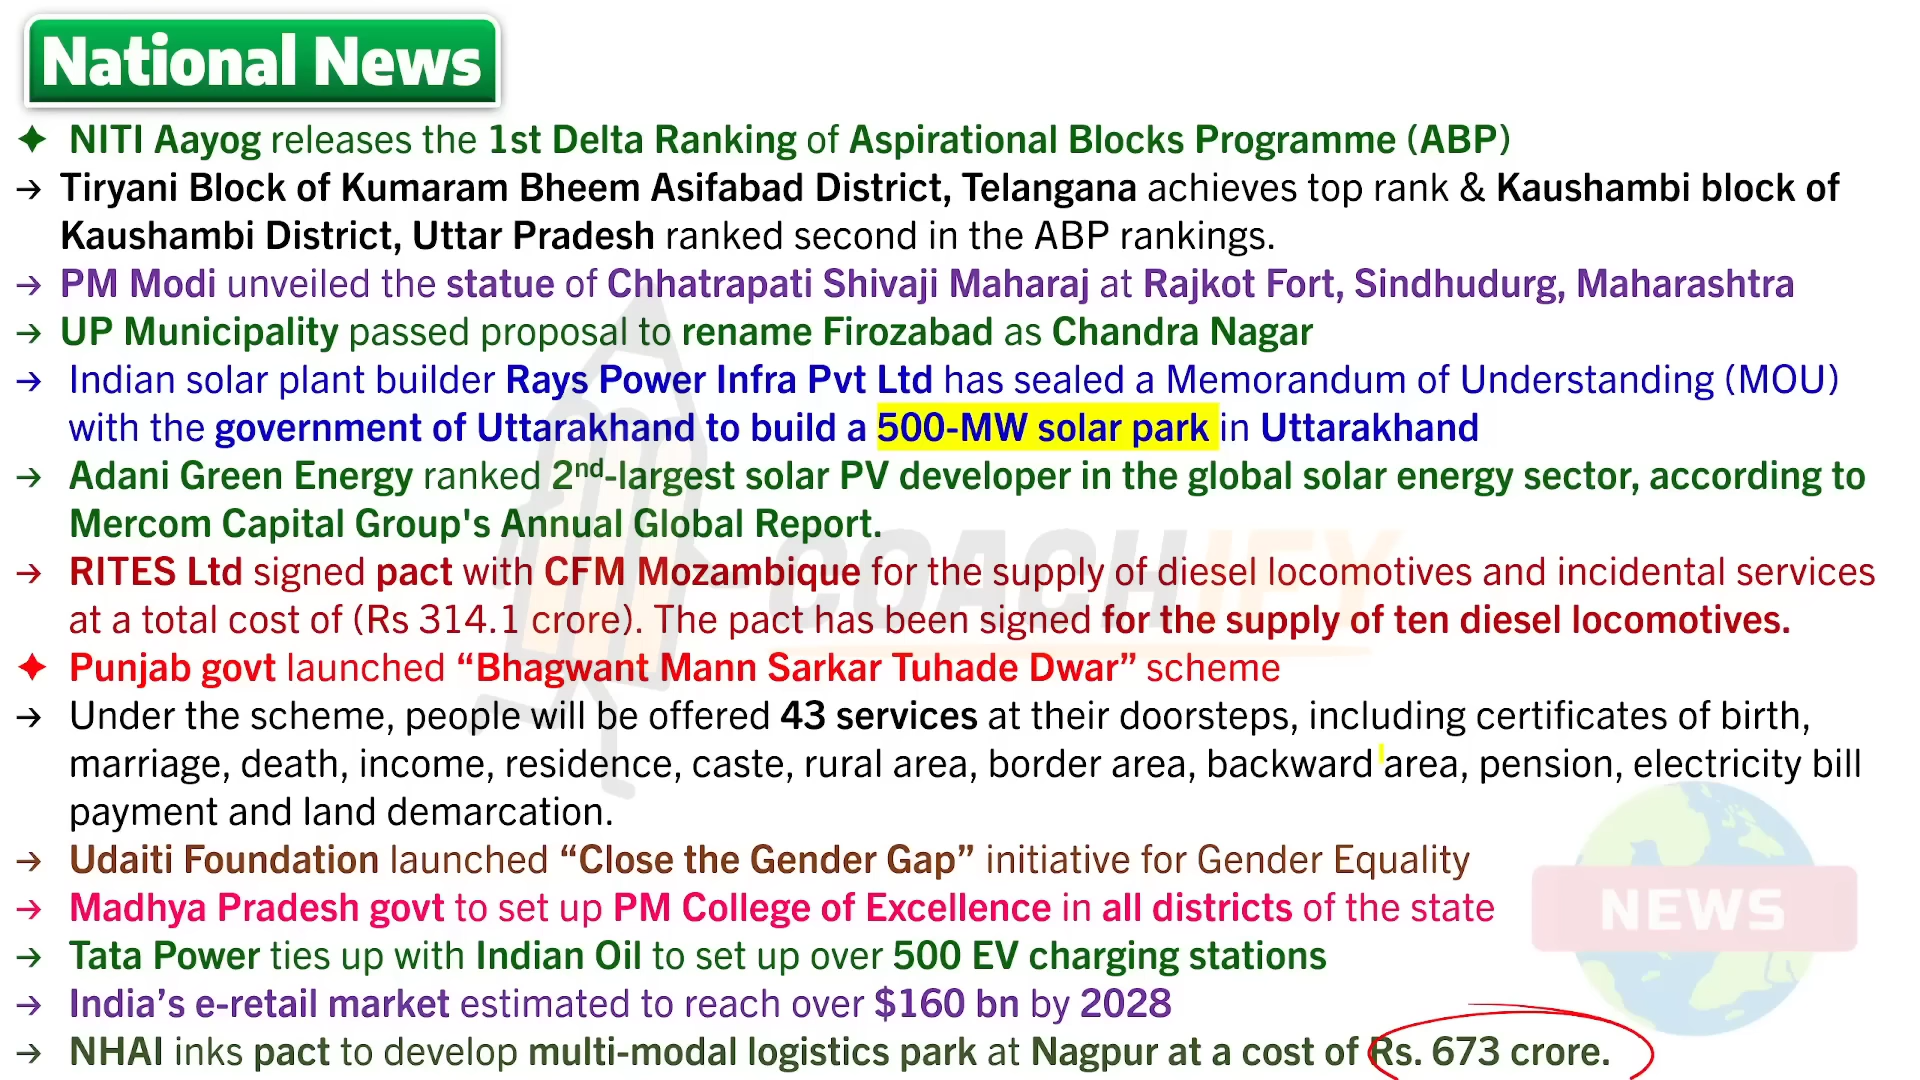 National News
✦ NITI Aayog releases the 1st Delta Ranking of Aspirational Blocks Programme (ABP)
→ Tiryani Block of Kumaram Bheem Asifabad District, Telangana achieves top rank & Kaushambi block of
Kaushambi District, Uttar Pradesh ranked second in the ABP rankings.
→ PM Modi unveiled the statue of Chhatrapati Shivaji Maharaj at Rajkot Fort, Sindhudurg, Maharashtra
→ UP Municipality passed proposal to rename Firozabad as Chandra Nagar
→ Indian solar plant builder Rays Power Infra Pvt Ltd has sealed a Memorandum of Understanding (MOU)
with the government of Uttarakhand to build a 500-MW solar park in Uttarakhand
→ Adani Green Energy ranked 2nd-largest solar PV developer in the global solar energy sector, according to
Mercom Capital Group's Annual Global Report.
→ RITES Ltd signed pact with CFM Mozambique for the supply of diesel locomotives and incidental services
at a total cost of (Rs 314.1 crore). The pact has been signed for the supply of ten diesel locomotives.
✦ Punjab govt launched “Bhagwant Mann Sarkar Tuhade Dwar” scheme
→ Under the scheme, people will be offered 43 services at their doorsteps, including certificates of birth,
marriage, death, income, residence, caste, rural area, border area, backward area, pension, electricity bill
payment and land demarcation.
→ Udaiti Foundation launched “Close the Gender Gap” initiative for Gender Equality
→ Madhya Pradesh govt to set up PM College of Excellence in all districts of the state
→ Tata Power ties up with Indian Oil to set up over 500 EV charging stations
→ India’s e-retail market estimated to reach over $160 bn by 2028
→ NHAI inks pact to develop multi-modal logistics park at Nagpur at a cost of Rs. 673 crore.
COACHIFY
NEWS